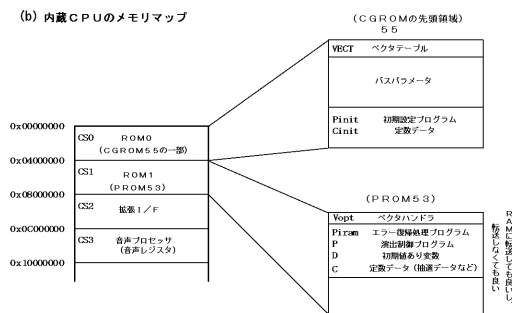 (b) 内蔵CPUのメモリマップ
(CGROMの先頭領域)
55
VECT ベクタテーブル
バスパラメータ
Pinit 初期設定プログラム
Cinit 定数データ
0x00000000
CS0 ROM0
(CGROM55の一部)
0x04000000
CS1 ROM1
(PROM53)
0x08000000
CS2 拡張I/F
0x0C000000
CS3 音声プロセッサ
(音声レジスタ)
0x10000000
(PROM53)
Vopt ベクタハンドラ
Piram エラー復帰処理プログラム
P 演出制御プログラム
D 初期値あり変数
C 定数データ(抽選データなど)
RAMに転送しても良いし、
転送しなくても良い